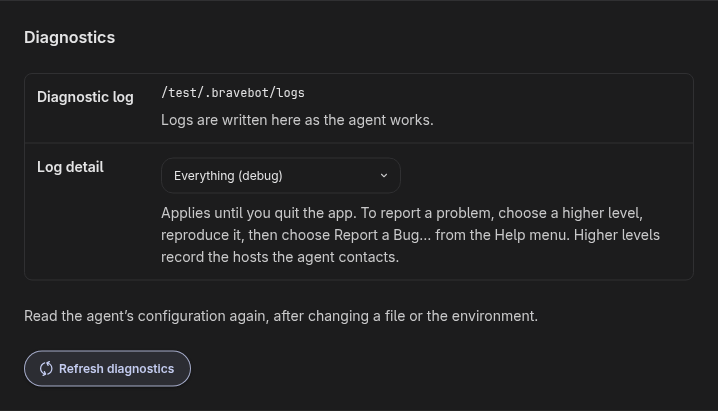 Diagnostics
Diagnostic log
/test/.bravebot/logs
Logs are written here as the agent works.
Log detail
Everything (debug)
Applies until you quit the app. To report a problem, choose a higher level,
reproduce it, then choose Report a Bug... from the Help menu. Higher levels
record the hosts the agent contacts.
Read the agent’s configuration again, after changing a file or the environment.
Refresh diagnostics